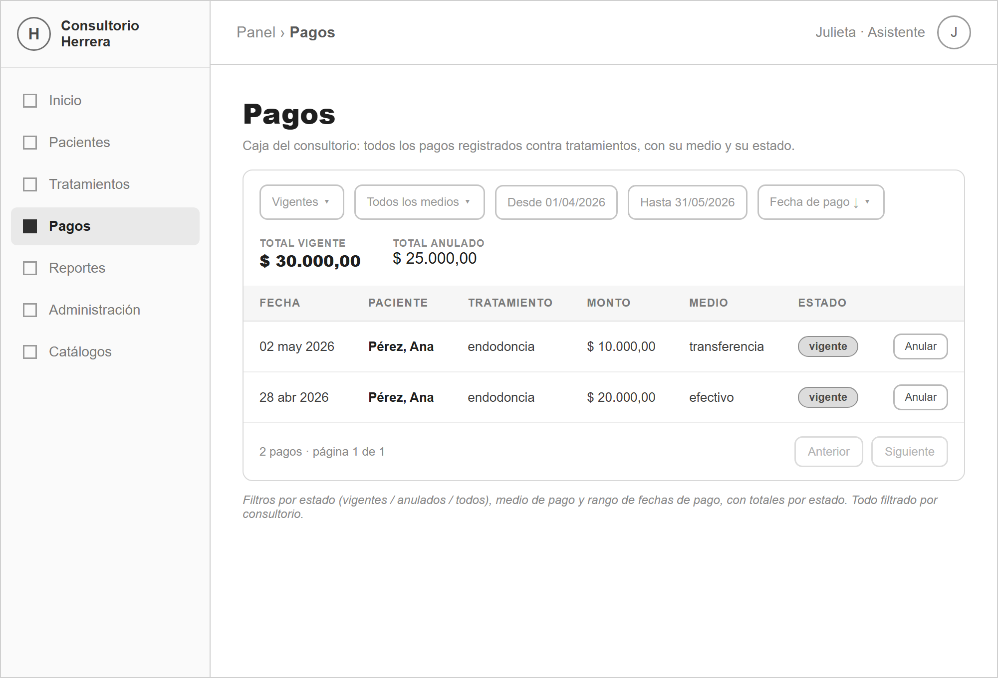 H
Consultorio
Herrera
Panel › Pagos
Julieta · Asistente
J
Inicio
Pacientes
Tratamientos
Pagos
Reportes
Administración
Catálogos
Pagos
Caja del consultorio: todos los pagos registrados contra tratamientos, con su medio y su estado.
Vigentes ▾ Todos los medios ▾ Desde 01/04/2026 Hasta 31/05/2026 Fecha de pago ↓ ▾
TOTAL VIGENTE TOTAL ANULADO
$ 30.000,00 $ 25.000,00
FECHA PACIENTE TRATAMIENTO MONTO MEDIO ESTADO
02 may 2026 Pérez, Ana endodoncia $ 10.000,00 transferencia vigente Anular
28 abr 2026 Pérez, Ana endodoncia $ 20.000,00 efectivo vigente Anular
2 pagos · página 1 de 1 Anterior Siguiente
Filtros por estado (vigentes / anulados / todos), medio de pago y rango de fechas de pago, con totales por estado. Todo filtrado por
consultorio.